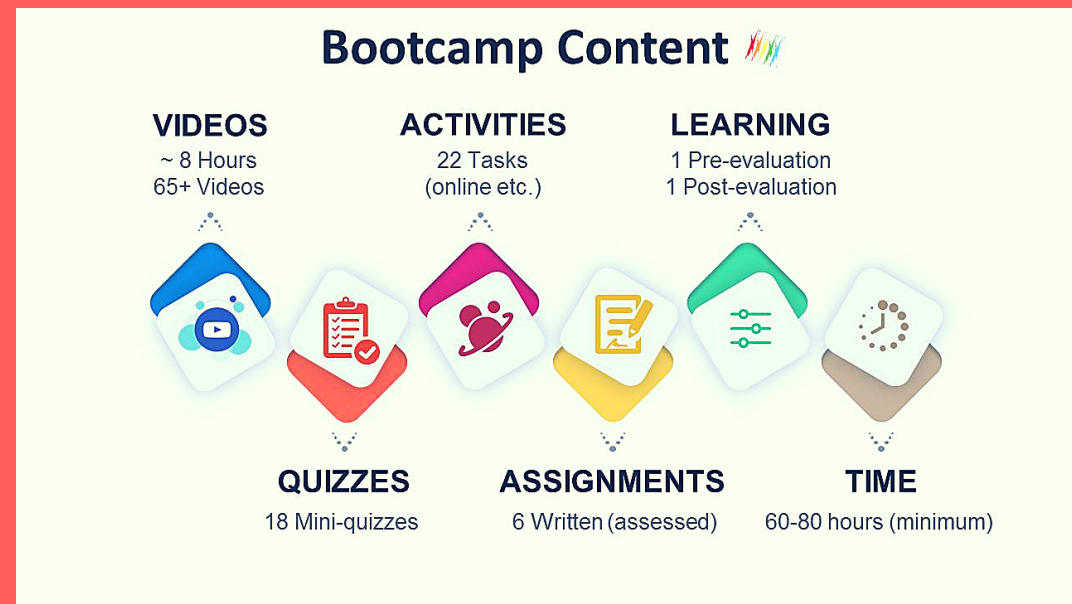 Bootcamp Content
VIDEOS
~ 8 Hours
65+ Videos
ACTIVITIES
22 Tasks
(online etc.)
LEARNING
1 Pre-evaluation
1 Post-evaluation
QUIZZES
18 Mini-quizzes
ASSIGNMENTS
6 Written (assessed)
TIME
60-80 hours (minimum)